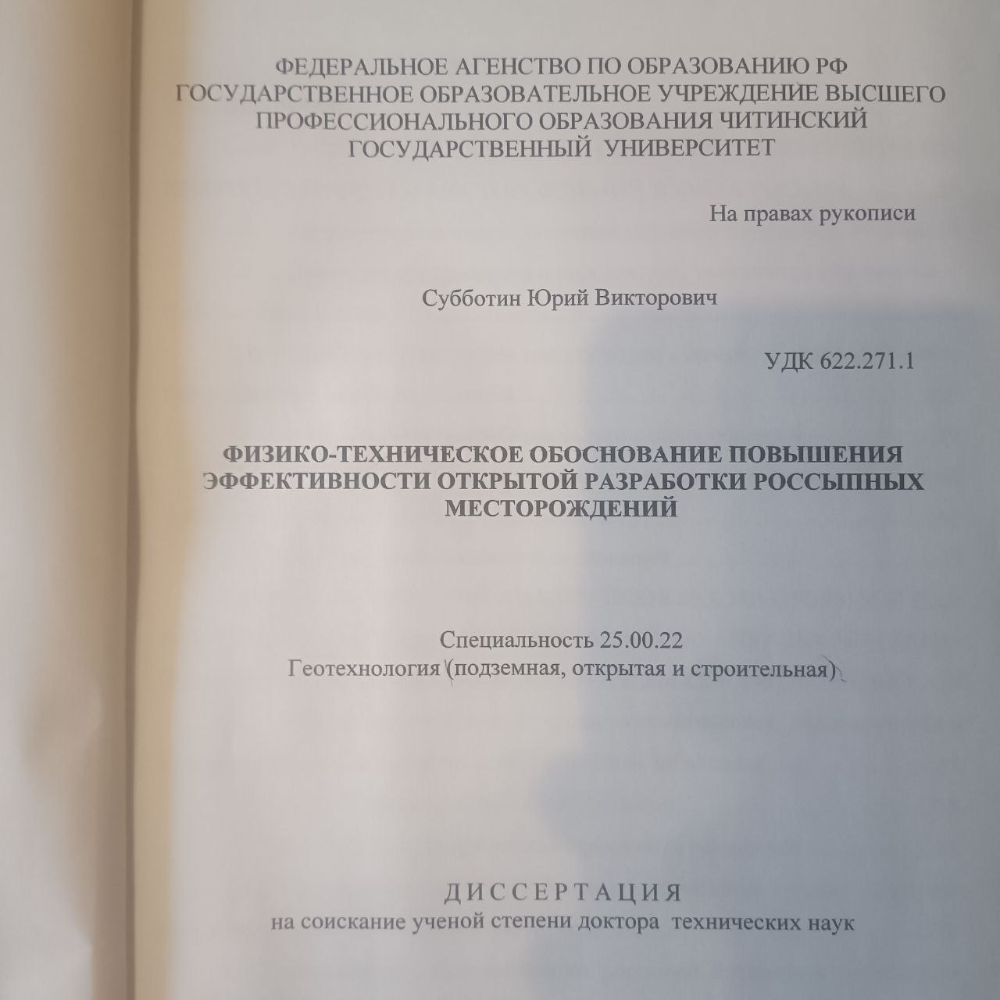 ФЕДЕРАЛЬНОЕ АГЕНСТВО ПО ОБРАЗОВАНИЮ РФ
ГОСУДАРСТВЕННОЕ ОБРАЗОВАТЕЛЬНОЕ УЧРЕЖДЕНИЕ ВЫСШЕГО
ПРОФЕССИОНАЛЬНОГО ОБРАЗОВАНИЯ ЧИТИНСКИЙ
ГОСУДАРСТВЕННЫЙ УНИВЕРСИТЕТ
На правах рукописи
Субботин Юрий Викторович
УДК 622.271.1
ФИЗИКО-ТЕХНИЧЕСКОЕ ОБОСНОВАНИЕ ПОВЫШЕНИЯ
ЭФФЕКТИВНОСТИ ОТКРЫТОЙ РАЗРАБОТКИ РОССЫПНЫХ
МЕСТОРОЖДЕНИЙ
Специальность 25.00.22
Геотехнология (подземная, открытая и строительная)
ДИССЕРТАЦИЯ
на соискание ученой степени доктора технических наук